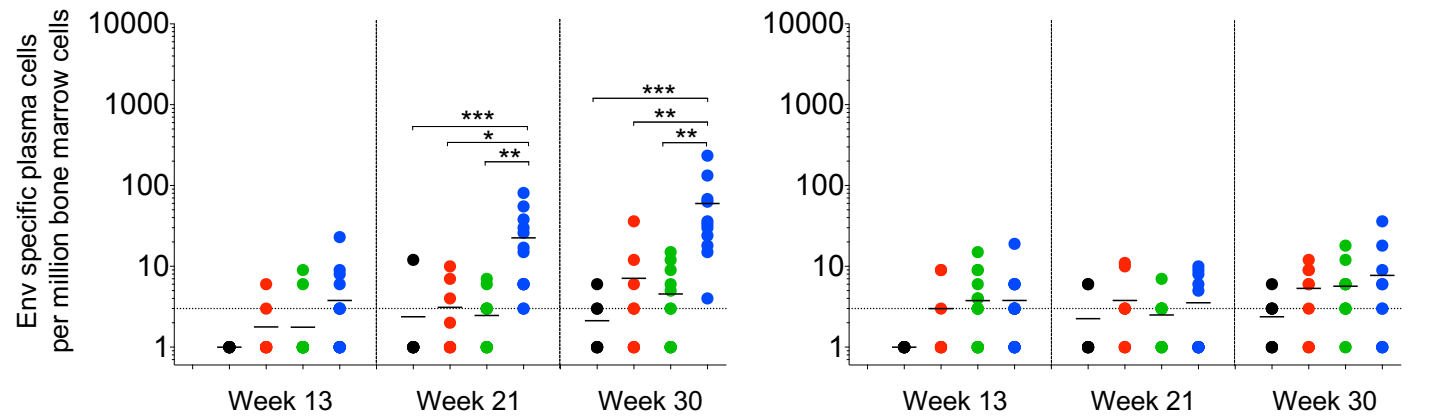 Env specific plasma cells
per million bone marrow cells
10000
1000
100
10
1
***
*
**
***
**
**
Week 13
Week 21
Week 30
10000
1000
100
10
1
Week 13
Week 21
Week 30